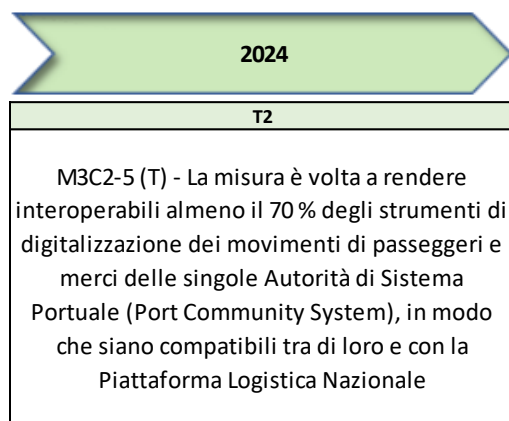 2024
T2
M3C2-5 (T) - La misura è volta a rendere
interoperabili almeno il 70 % degli strumenti di
digitalizzazione dei movimenti di passeggeri e
merci delle singole Autorità di Sistema
Portuale (Port Community System), in modo
che siano compatibili tra di loro e con la
Piattaforma Logistica Nazionale